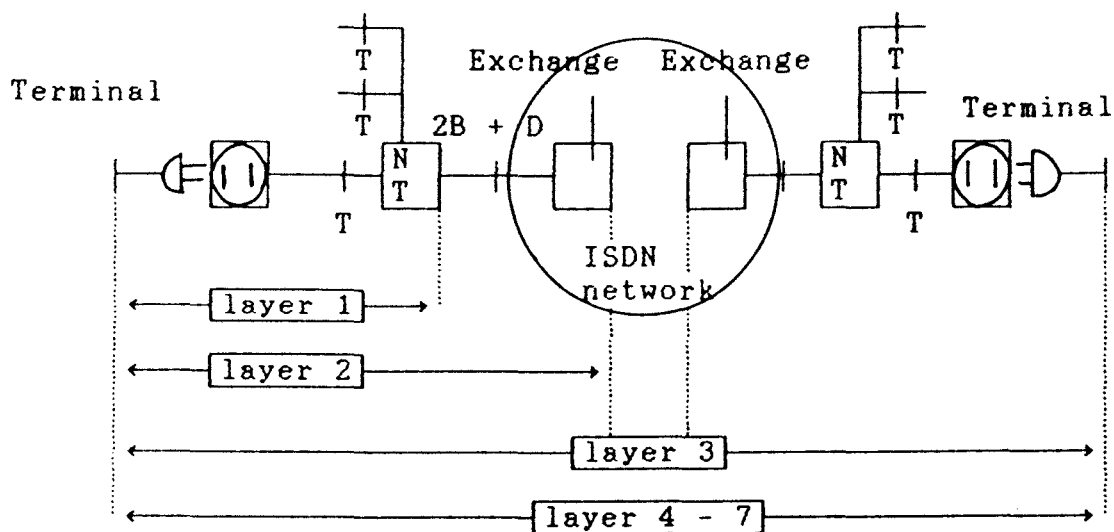 T
T
Exchange Exchange
Terminal
T
T
Terminal
2B + D
N
T
N
T
T
T
ISDN
network
layer 1
layer 2
layer 3
layer 4 - 7